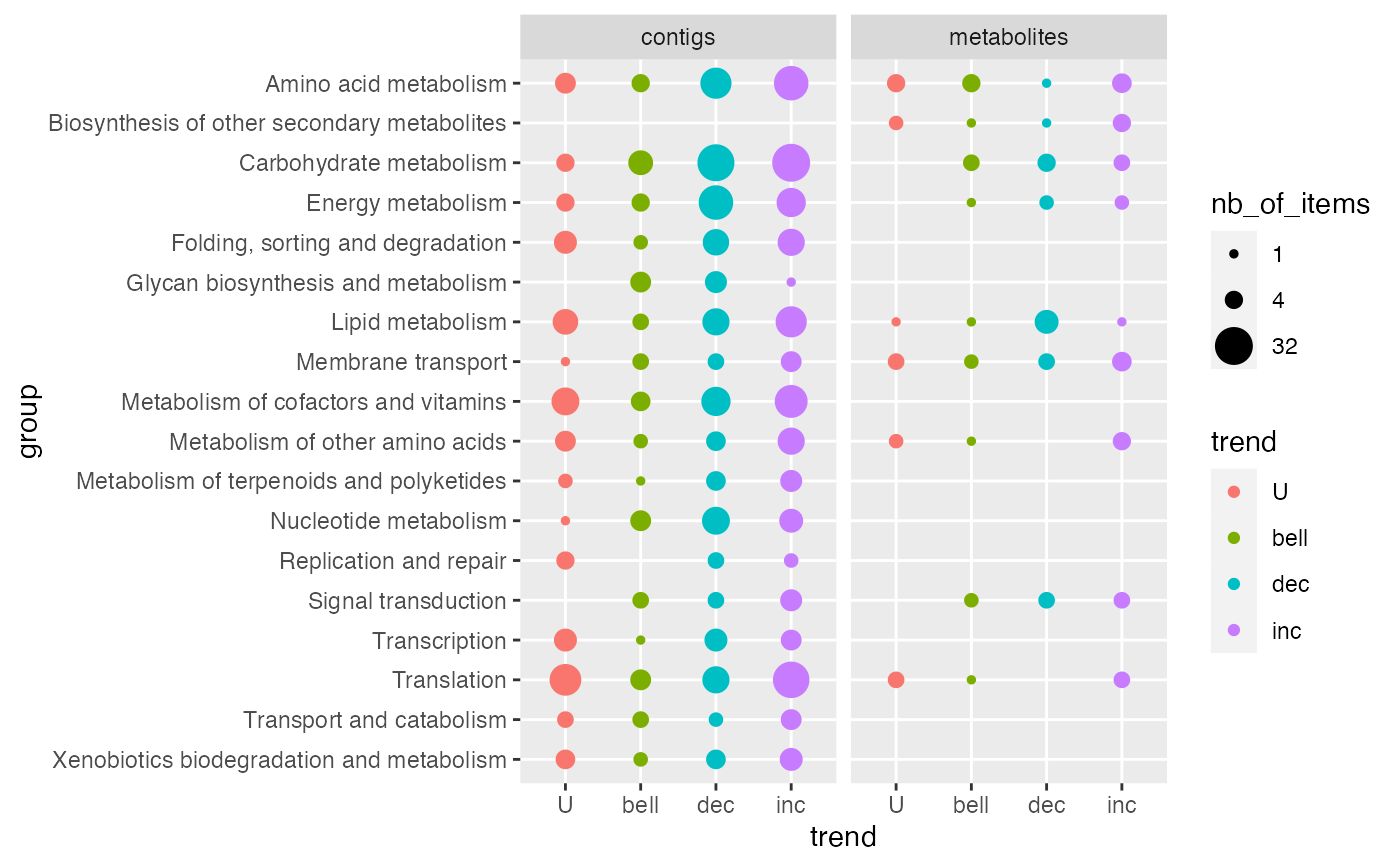 contigs
metabolites
Amino acid metabolism
Biosynthesis of other secondary metabolites
Carbohydrate metabolism
Energy metabolism
Folding, sorting and degradation
Glycan biosynthesis and metabolism
Lipid metabolism
Membrane transport
Metabolism of cofactors and vitamins
Metabolism of other amino acids
Metabolism of terpenoids and polyketides
Nucleotide metabolism
Replication and repair
Signal transduction
Transcription
Translation
Transport and catabolism
Xenobiotics biodegradation and metabolism
group
U bell dec inc
U bell dec inc
trend
nb_of_items
1
4
32
trend
U
bell
dec
inc